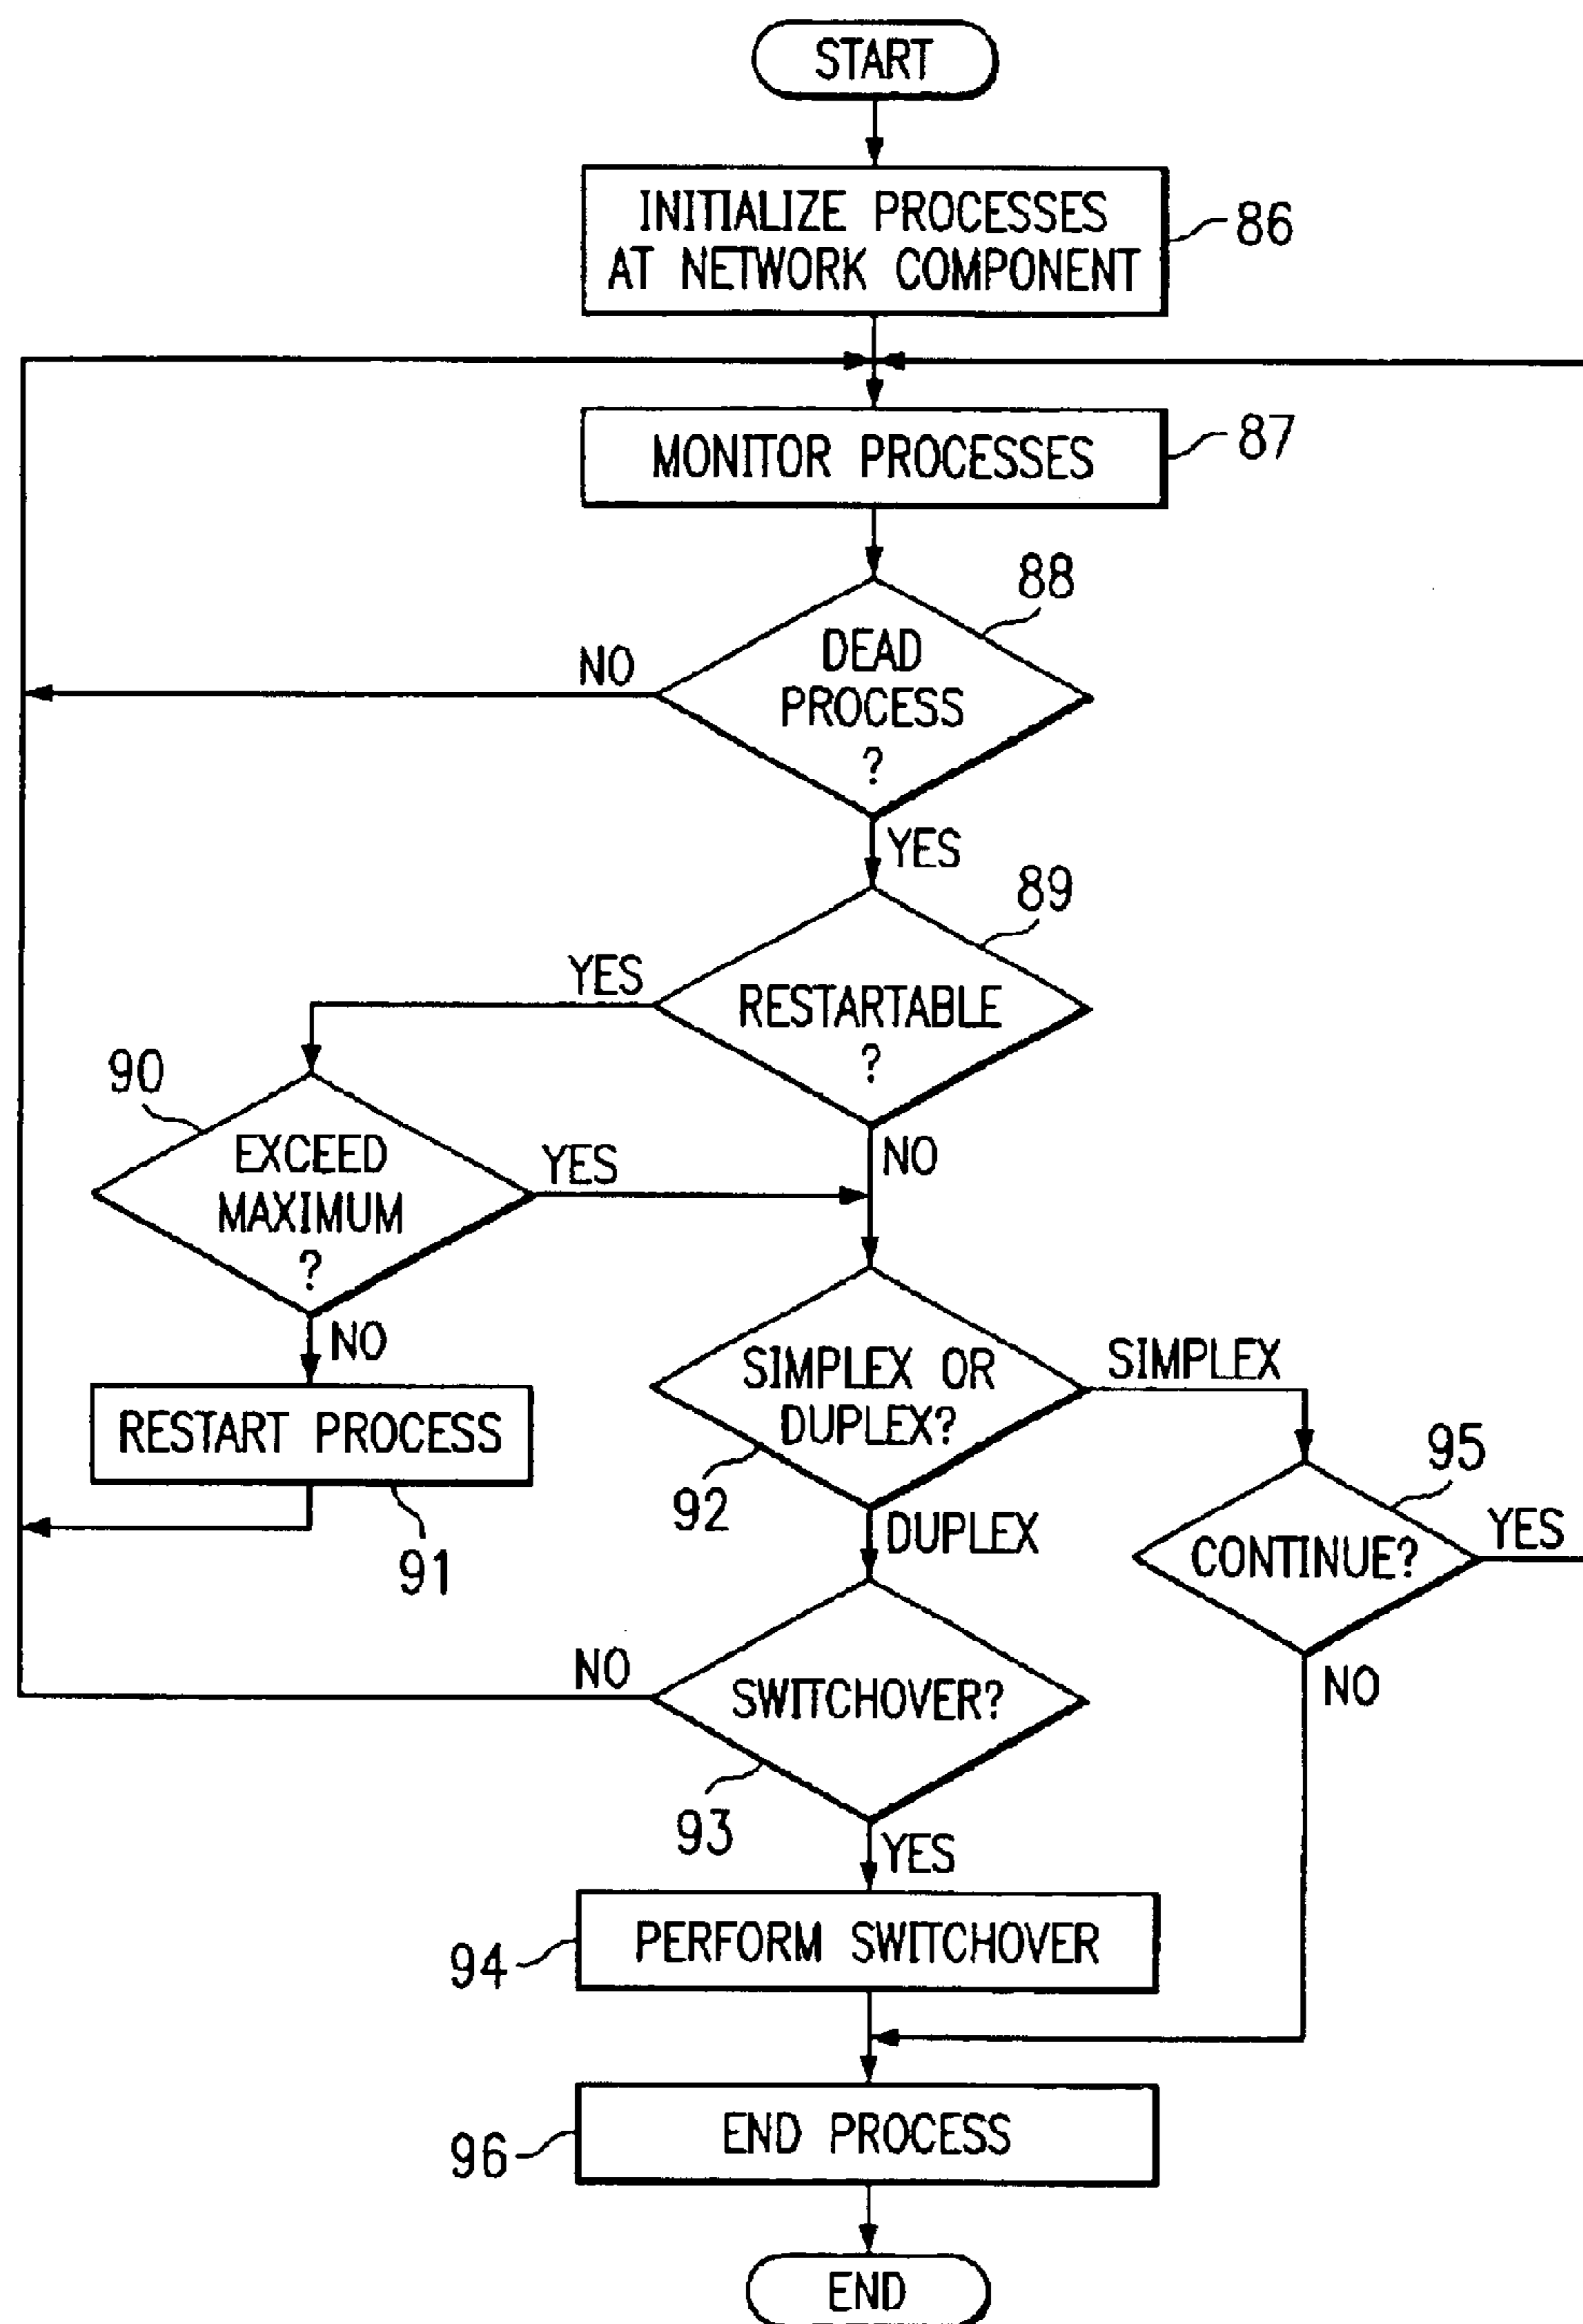 START
INITIALIZE PROCESSES
AT NETWORK COMPONENT
86
MONITOR PROCESSES
87
88
DEAD
PROCESS
?
NO
YES
89
RESTARTABLE
?
YES
NO
90
EXCEED
MAXIMUM
?
YES
NO
RESTART PROCESS
91
SIMPLEX OR
DUPLEX?
SIMPLEX
92
DUPLEX
95
CONTINUE?
YES
NO
SWITCHOVER?
NO
93
YES
PERFORM SWITCHOVER
94
END PROCESS
96
END